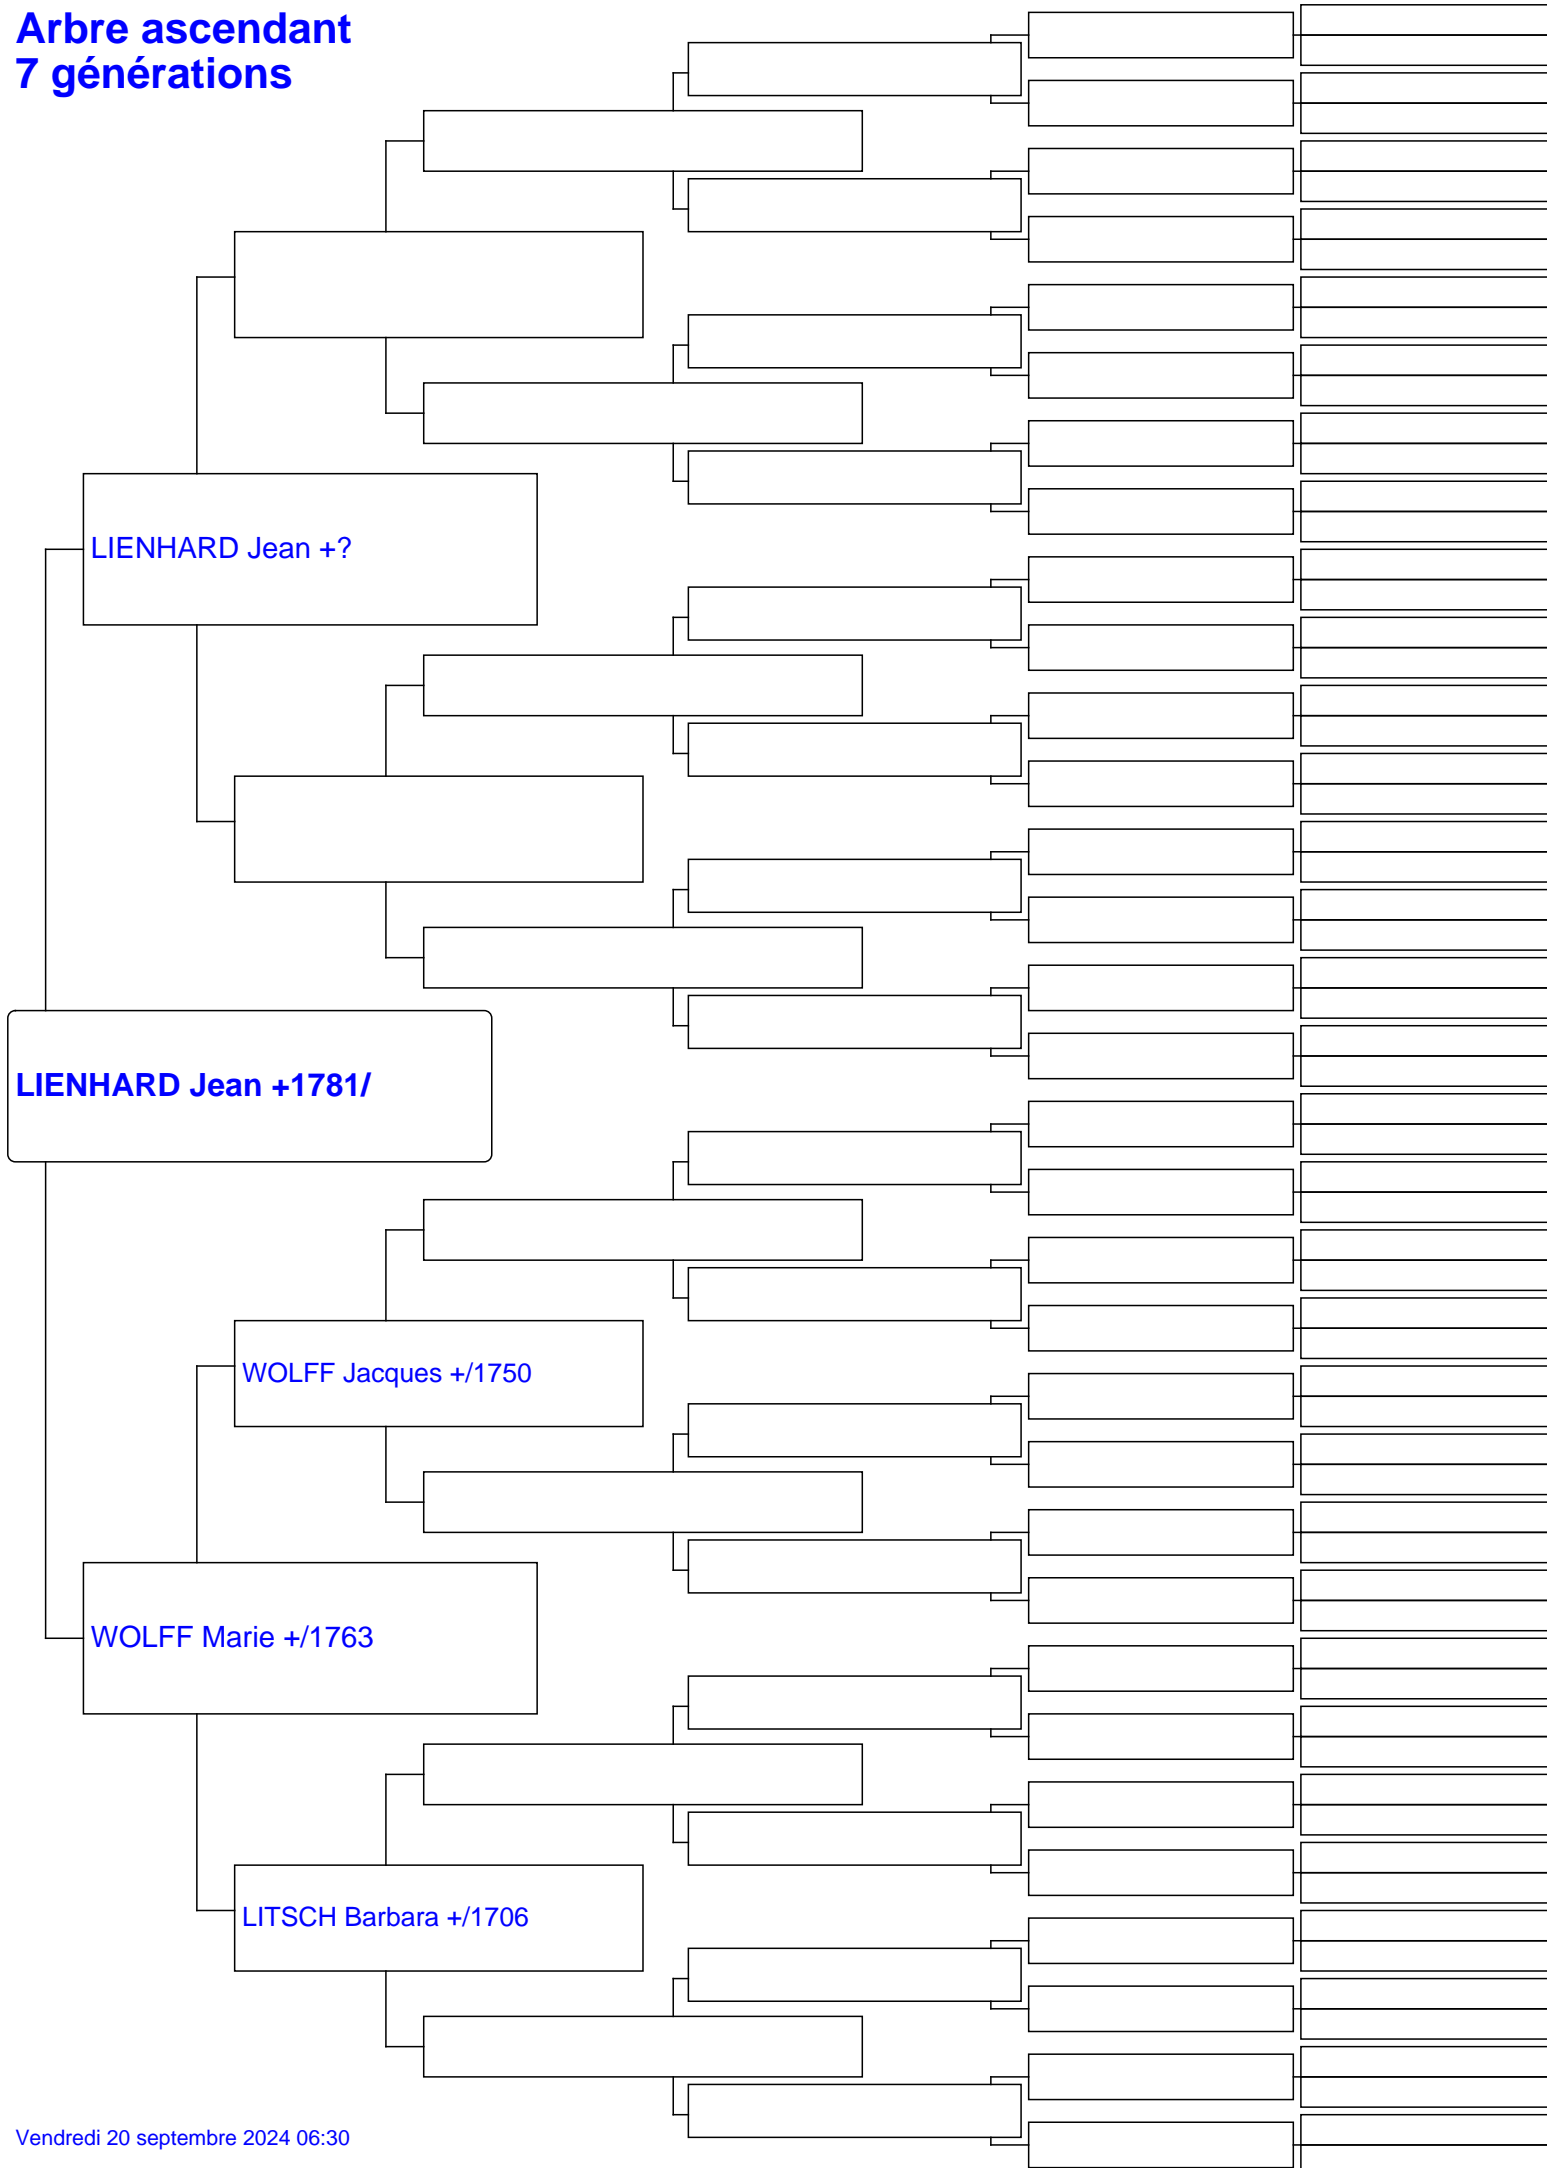 Arbre ascendant
7 générations
LIENHARD Jean +?
LIENHARD Jean +1781/
WOLFF Jacques +/1750
WOLFF Marie +/1763
LITSCH Barbara +/1706
Vendredi 20 septembre 2024 06:30